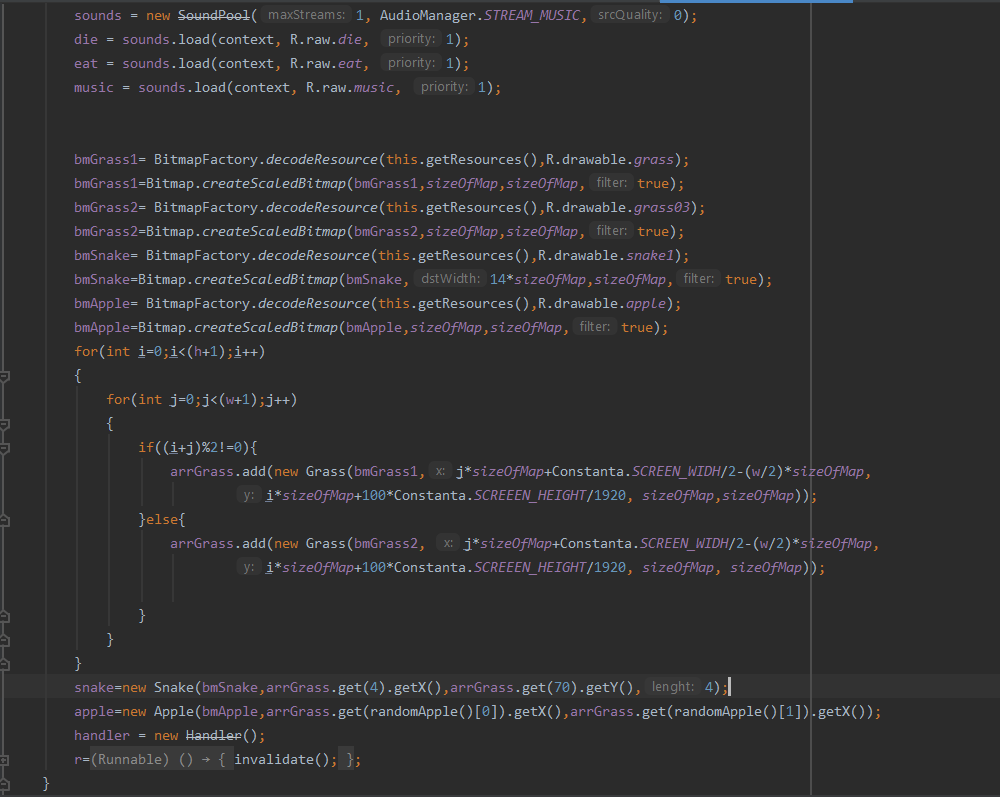 sounds = new SoundPool( maxStreams: 1, AudioManager.STREAM_MUSIC, srcQuality: 0);
die = sounds.load(context, R.raw.die, priority: 1);
eat = sounds.load(context, R.raw.eat, priority: 1);
music = sounds.load(context, R.raw.music, priority: 1);
bmGrass1= BitmapFactory.decodeResource(this.getResources(),R.drawable.grass);
bmGrass1=Bitmap.createScaledBitmap(bmGrass1,sizeOfMap,sizeOfMap, filter: true);
bmGrass2= BitmapFactory.decodeResource(this.getResources(),R.drawable.grass03);
bmGrass2=Bitmap.createScaledBitmap(bmGrass2,sizeOfMap,sizeOfMap, filter: true);
bmSnake= BitmapFactory.decodeResource(this.getResources(),R.drawable.snake1);
bmSnake=Bitmap.createScaledBitmap(bmSnake, dstWidth: 14*sizeOfMap,sizeOfMap, filter: true);
bmApple= BitmapFactory.decodeResource(this.getResources(),R.drawable.apple);
bmApple=Bitmap.createScaledBitmap(bmApple,sizeOfMap,sizeOfMap, filter: true);
for(int i=0;i<(h+1);i++)
{
for(int j=0;j<(w+1);j++)
{
if((i+j)%2!=0){
arrGrass.add(new Grass(bmGrass1, x: j*sizeOfMap+Constanta.SCREEN_WIDH/2-(w/2)*sizeOfMap,
y: i*sizeOfMap+100*Constanta.SCREEEN_HEIGHT/1920, sizeOfMap,sizeOfMap));
}else{
arrGrass.add(new Grass(bmGrass2, x: j*sizeOfMap+Constanta.SCREEN_WIDH/2-(w/2)*sizeOfMap,
y: i*sizeOfMap+100*Constanta.SCREEEN_HEIGHT/1920, sizeOfMap, sizeOfMap));
}
}
}
snake=new Snake(bmSnake,arrGrass.get(4).getX(),arrGrass.get(70).getY(), lenght: 4);
apple=new Apple(bmApple,arrGrass.get(randomApple()[0]).getX(),arrGrass.get(randomApple()[1]).getX());
handler = new Handler();
r=(Runnable) () → { invalidate(); };
}